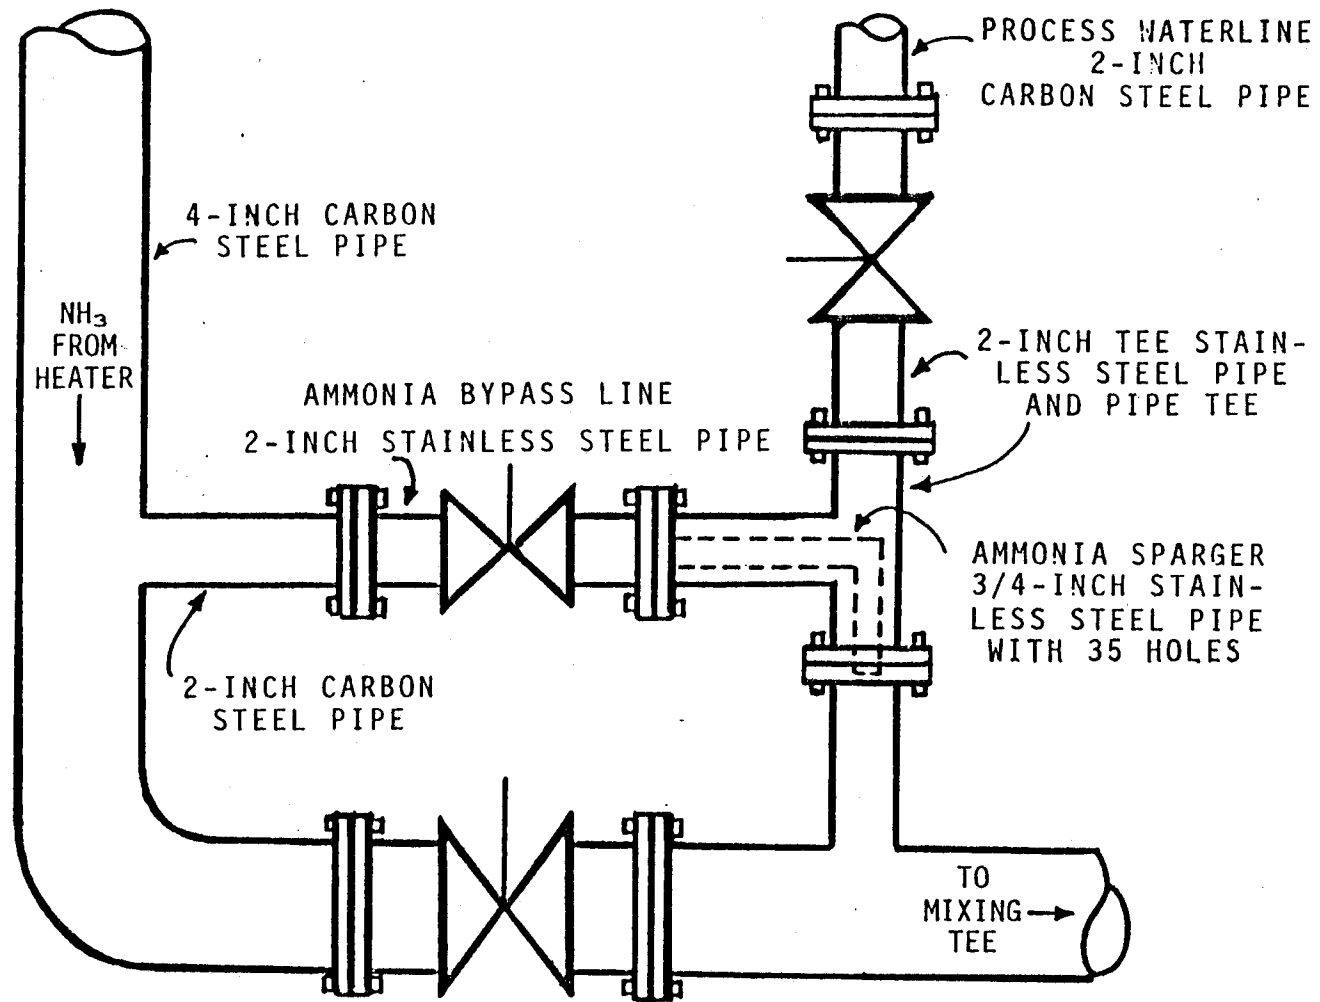 PROCESS WATERLINE
2-INCH
CARBON STEEL PIPE
4-INCH CARBON
STEEL PIPE
NH₃
FROM
HEATER
2-INCH TEE STAIN-
LESS STEEL PIPE
AND PIPE TEE
AMMONIA BYPASS LINE
2-INCH STAINLESS STEEL PIPE
AMMONIA SPARGER
3/4-INCH STAIN-
LESS STEEL PIPE
WITH 35 HOLES
2-INCH CARBON
STEEL PIPE
TO
MIXING
TEE